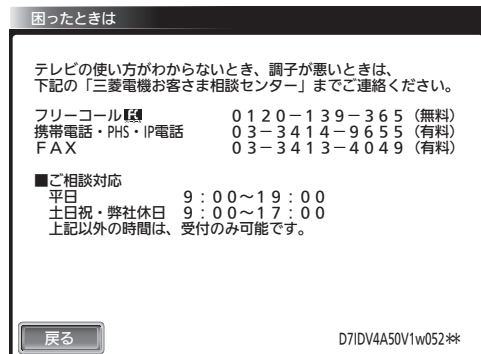 困ったときは
テレビの使い方がわからないとき、調子が悪いときは、
下記の「三菱電機お客さま相談センター」までご連絡ください。
フリーコール 0120-139-365（無料）
携帯電話・PHS・IP電話 03-3414-9655（有料）
FAX 03-3413-4049（有料）
■ご相談対応
平日 9:00～19:00
土日祝・弊社休日 9:00～17:00
上記以外の時間は、受付のみ可能です。
戻る
D7IDV4A50V1w052**